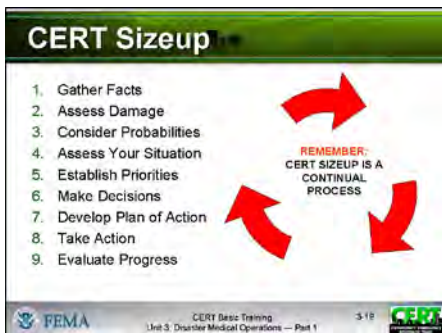 CERT Sizeup
1. Gather Facts
2. Assess Damage
3. Consider Probabilities
4. Assess Your Situation
5. Establish Priorities
6. Make Decisions
7. Develop Plan of Action
8. Take Action
9. Evaluate Progress
REMEMBER:
CERT SIZEUP IS A
CONTINUAL
PROCESS
FEMA
CERT Basic Training
Unit 3: Disaster Medical Operations — Part 1
CERT